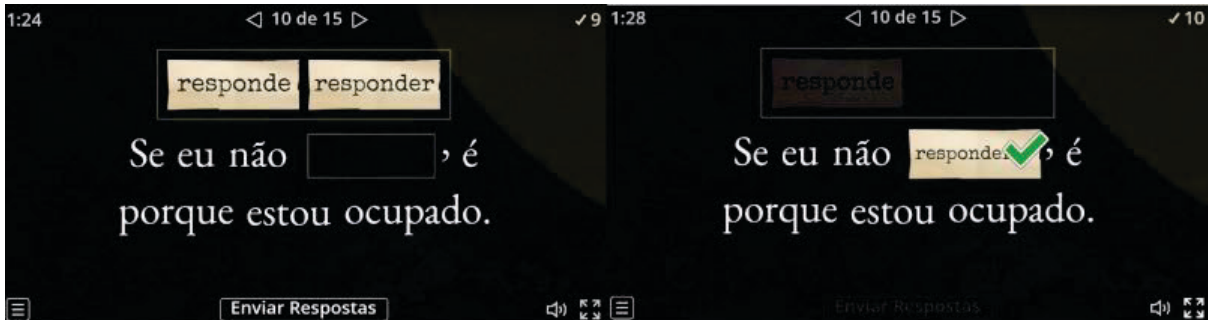 1:24 ◁ 10 de 15 ▷ ✓9
responde responder
Se eu não , é
porque estou ocupado.
Enviar Respostas
1:28 ◁ 10 de 15 ▷ ✓10
responde
Se eu não responder , é
porque estou ocupado.
Enviar Respostas